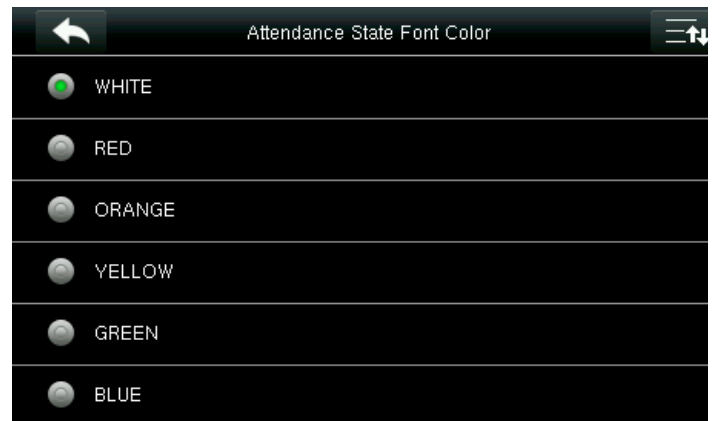 Attendance State Font Color
WHITE
RED
ORANGE
YELLOW
GREEN
BLUE